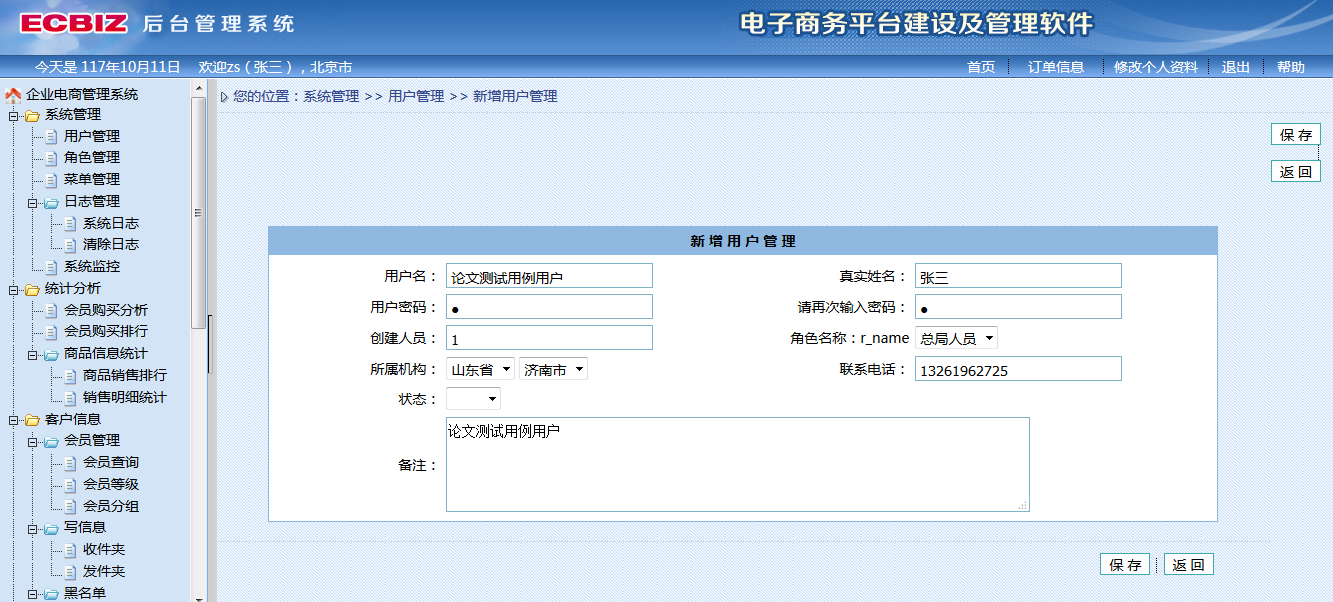 ECBIZ 后台管理系统
电子商务平台建设及管理软件
今天是 117年10月11日 欢迎zs（张三），北京市
首页 订单信息 修改个人资料 退出 帮助
企业电商管理系统
系统管理
用户管理
角色管理
菜单管理
日志管理
系统日志
清除日志
系统监控
统计分析
会员购买分析
会员购买排行
商品信息统计
商品销售排行
销售明细统计
客户信息
会员管理
会员查询
会员等级
会员分组
写信息
收件夹
发件夹
黑名单
您的位置：系统管理 >> 用户管理 >> 新增用户管理
保 存
返 回
新 增 用 户 管 理
用户名： 论文测试用例用户 真实姓名： 张三
用户密码： ● 请再次输入密码： ●
创建人员： 1 角色名称：r_name 总局人员
所属机构： 山东省 济南市 联系电话： 13261962725
状态：
备注： 论文测试用例用户
保 存 返 回